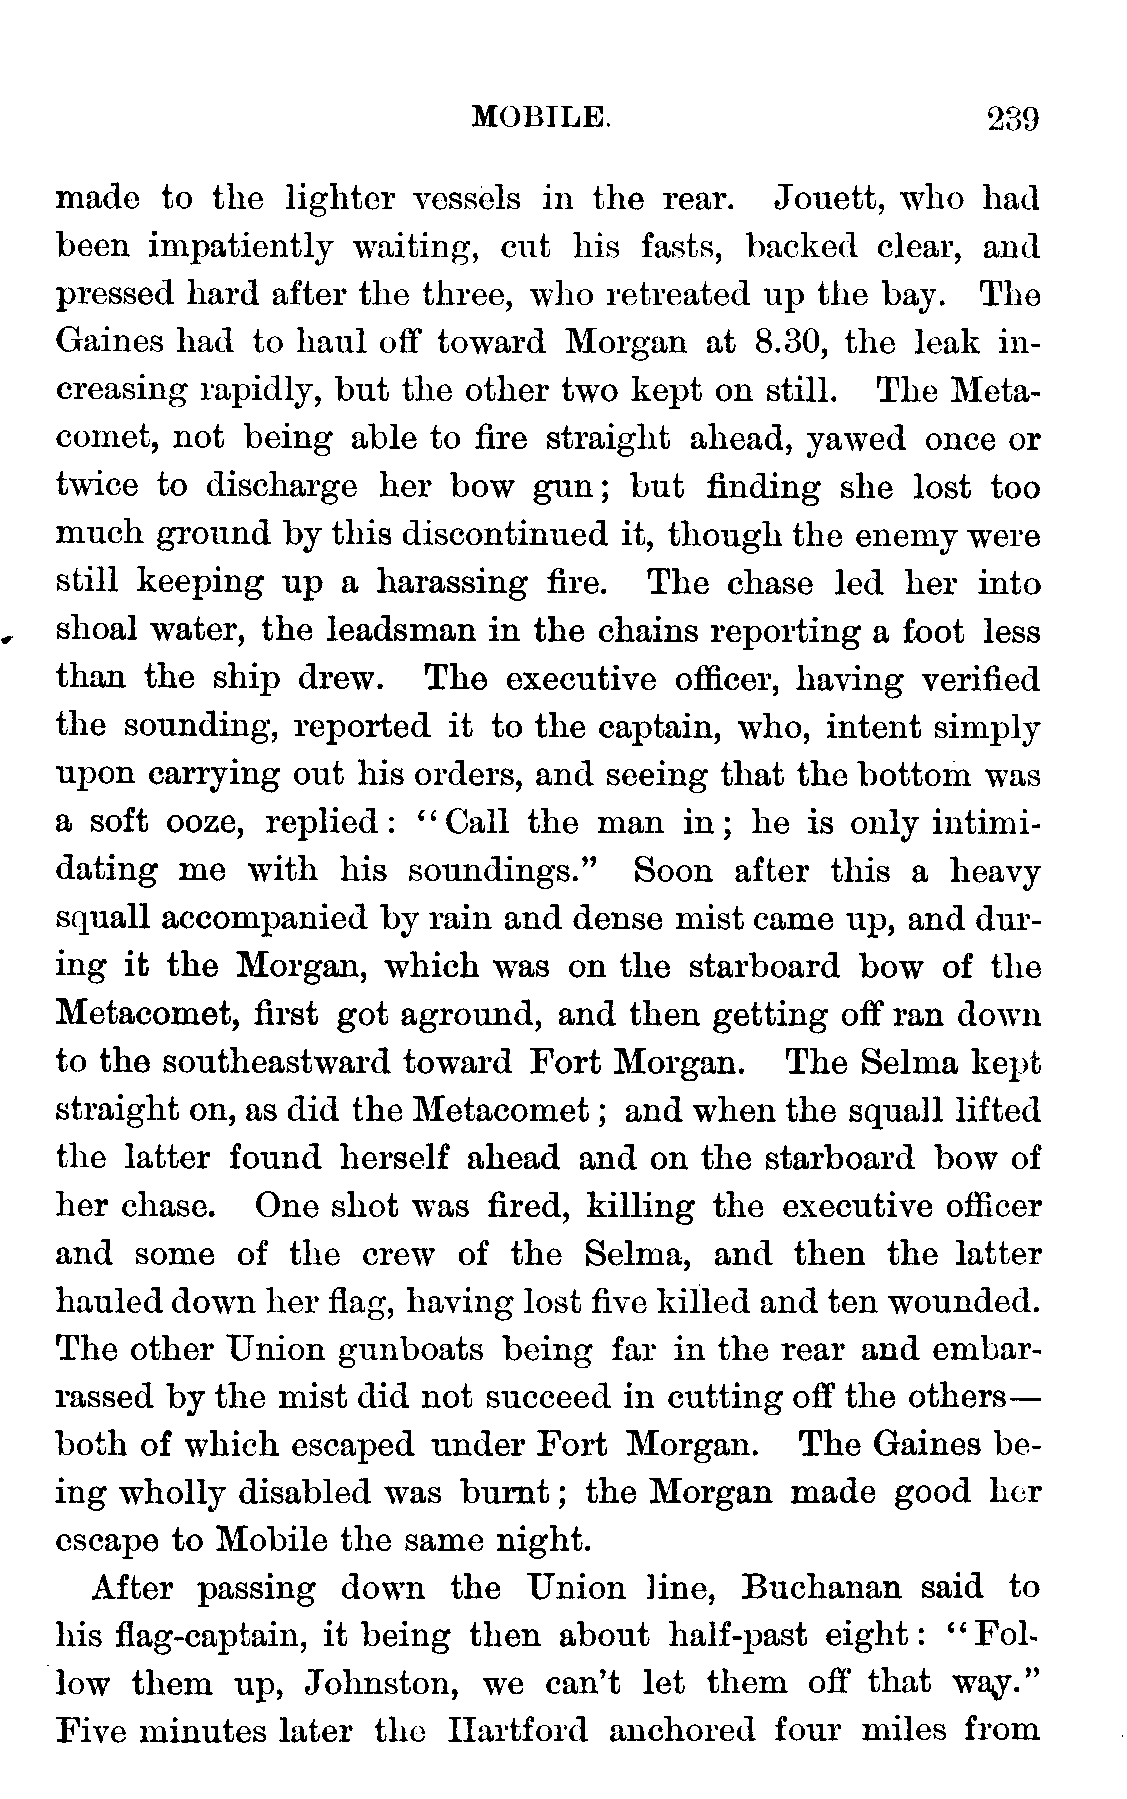 MOBILE. 239
made to the lighter vessels in the rear. Jouett, who had
been impatiently waiting, cut his fasts, backed clear, and
pressed hard after the three, who retreated up the bay. The
Gaines had to haul off toward Morgan at 8.30, the leak in-
creasing rapidly, but the other two kept on still. The Meta-
comet, not being able to fire straight ahead, yawed once or
twice to discharge her bow gun; but finding she lost too
much ground by this discontinued it, though the enemy were
still keeping up a harassing fire. The chase led her into
shoal water, the leadsman in the chains reporting a foot less
than the ship drew. The executive officer, having verified
the sounding, reported it to the captain, who, intent simply
upon carrying out his orders, and seeing that the bottom was
a soft ooze, replied: “Call the man in; he is only intimi-
dating me with his soundings.” Soon after this a heavy
squall accompanied by rain and dense mist came up, and dur-
ing it the Morgan, which was on the starboard bow of the
Metacomet, first got aground, and then getting off ran down
to the southeastward toward Fort Morgan. The Selma kept
straight on, as did the Metacomet; and when the squall lifted
the latter found herself ahead and on the starboard bow of
her chase. One shot was fired, killing the executive officer
and some of the crew of the Selma, and then the latter
hauled down her flag, having lost five killed and ten wounded.
The other Union gunboats being far in the rear and embar-
rassed by the mist did not succeed in cutting off the others—
both of which escaped under Fort Morgan. The Gaines be-
ing wholly disabled was burnt; the Morgan made good her
escape to Mobile the same night.
After passing down the Union line, Buchanan said to
his flag-captain, it being then about half-past eight: “Fol-
low them up, Johnston, we can't let them off that way.”
Five minutes later the Hartford anchored four miles from